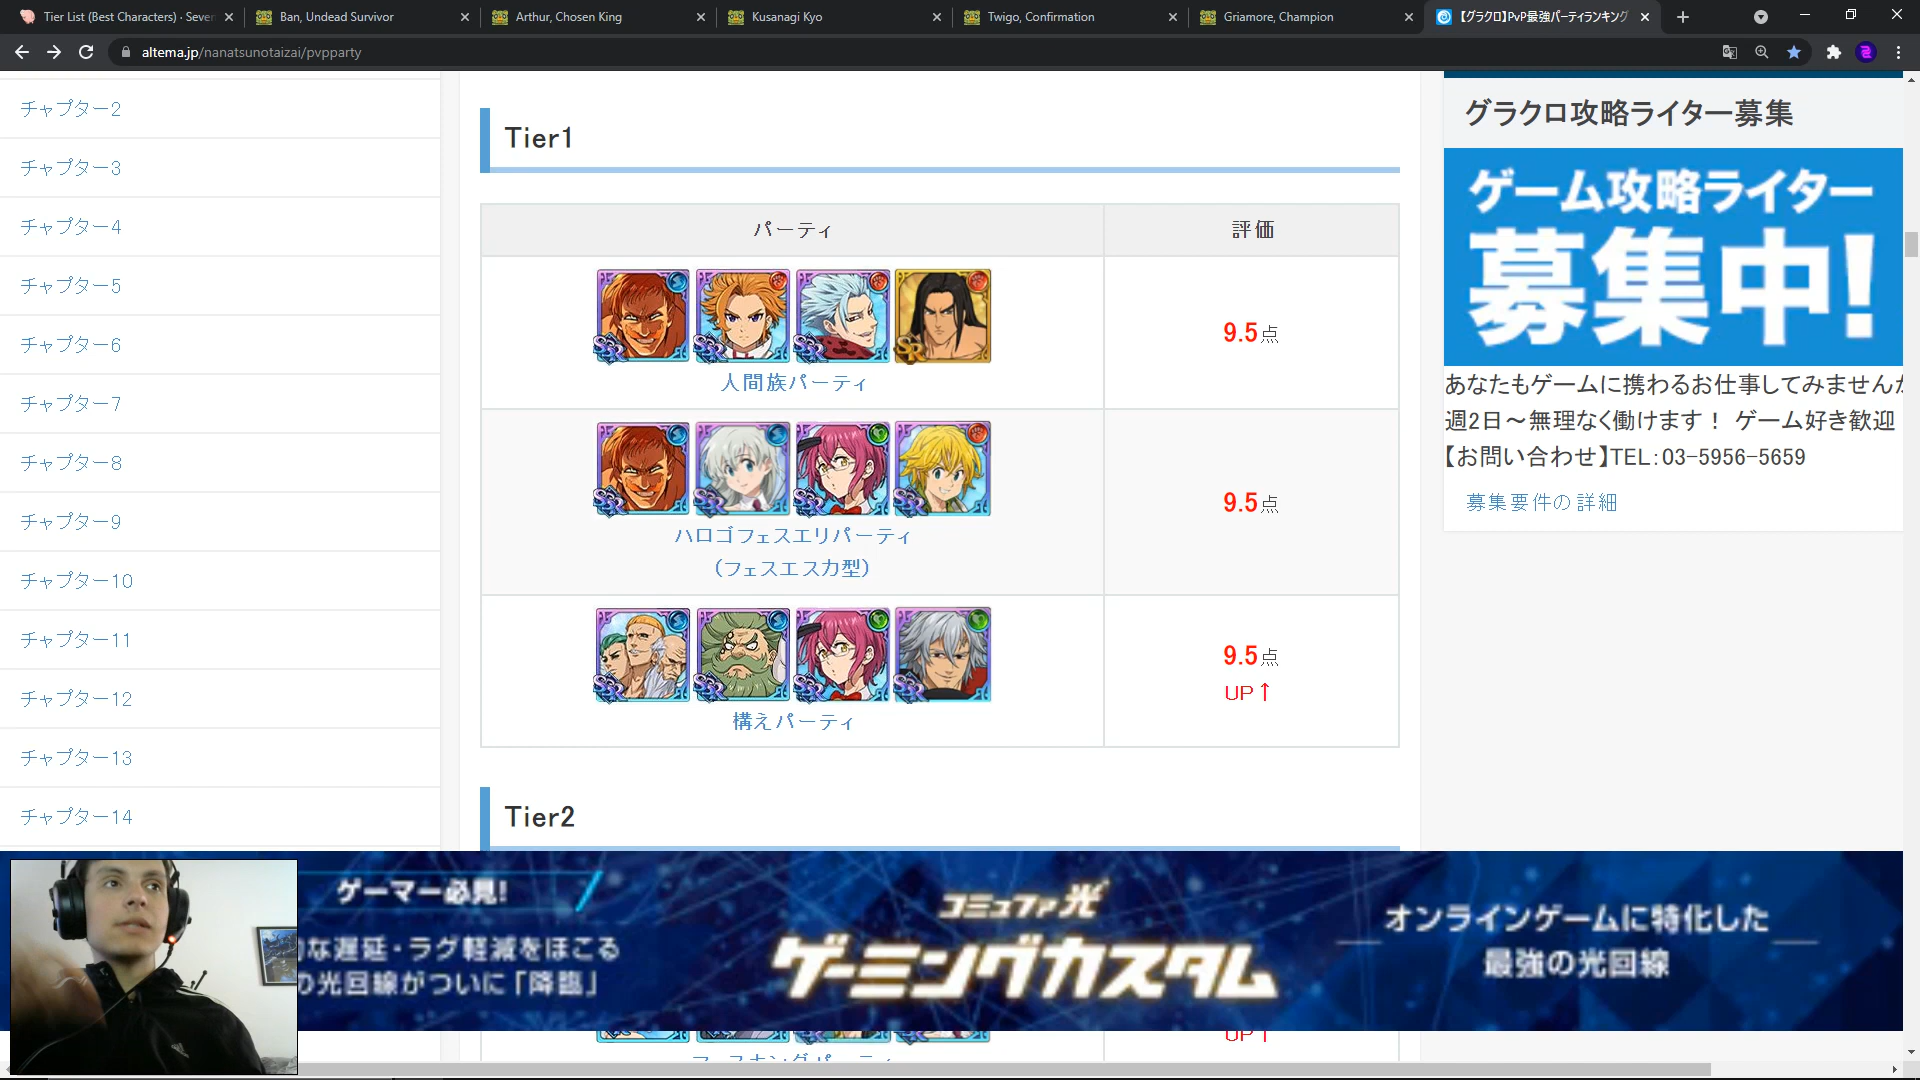 Tier List (Best Characters) · Seven
Ban, Undead Survivor
Arthur, Chosen King
Kusanagi Kyo
Twigo, Confirmation
Griamore, Champion
【グラクロ】PvP最強パーティランキング
altema.jp/nanatsunotaizai/pvpparty
チャプター2
チャプター3
チャプター4
チャプター5
チャプター6
チャプター7
チャプター8
チャプター9
チャプター10
チャプター11
チャプター12
チャプター13
チャプター14
Tier1
パーティ
評価
人間族パーティ
9.5点
ハロゴフェスエリパーティ
（フェスエスカ型）
9.5点
構えパーティ
9.5点
UP↑
Tier2
グラクロ攻略ライター募集
ゲーム攻略ライター
募集中!
あなたもゲームに携わるお仕事してみませんか
週2日～無理なく働けます！ ゲーム好き歓迎
【お問い合わせ】TEL:03-5956-5659
募集要件の詳細
ゲーマー必見!
な遅延・ラグ軽減をほこる
の光回線がついに「降臨」
コミュファ光
ゲーミングカスタム
オンラインゲームに特化した
最強の光回線
UP↑